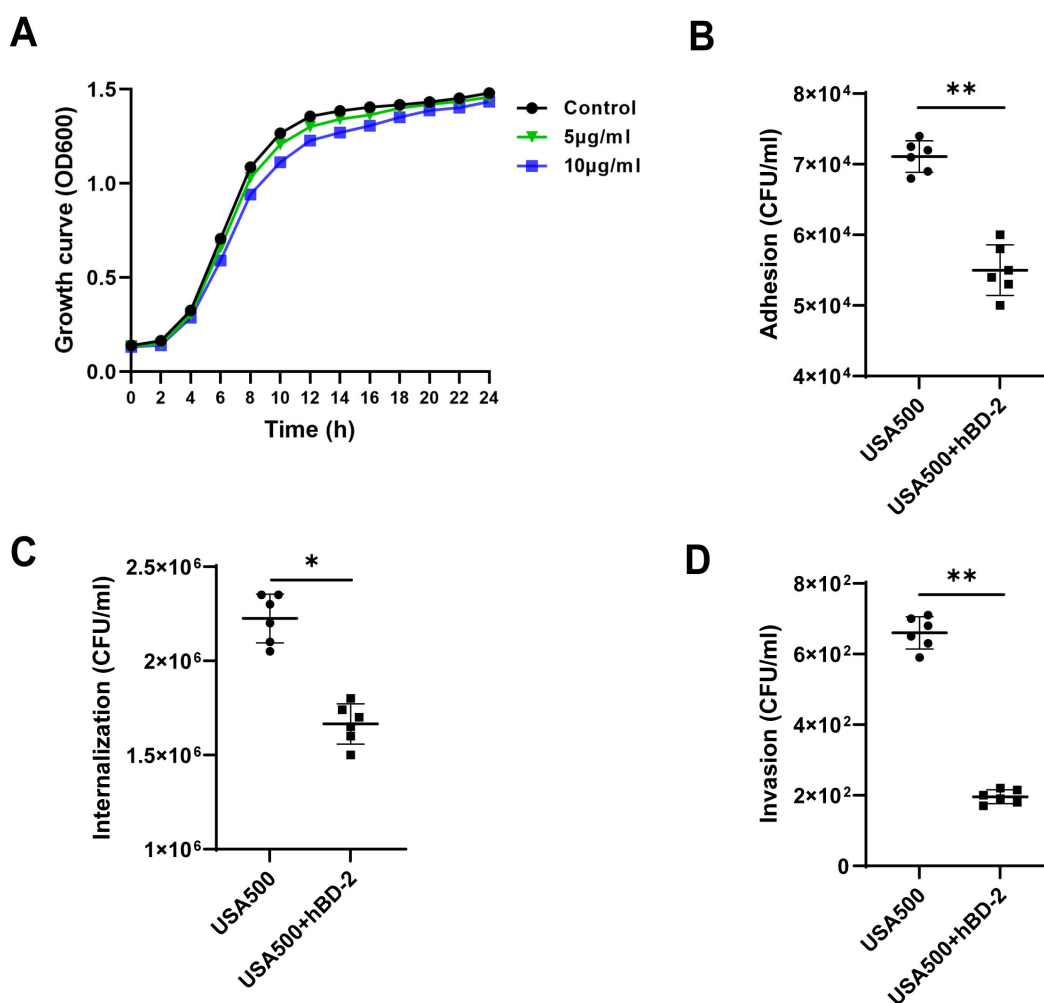 A
Growth curve (OD600)
1.5
1.0
0.5
0.0
0 2 4 6 8 10 12 14 16 18 20 22 24
Time (h)
Control
5µg/ml
10µg/ml
B
Adhesion (CFU/ml)
**
8×10⁴
7×10⁴
6×10⁴
5×10⁴
4×10⁴
USA500
USA500+hBD-2
C
Internalization (CFU/ml)
*
2.5×10⁶
2×10⁶
1.5×10⁶
1×10⁶
USA500
USA500+hBD-2
D
Invasion (CFU/ml)
**
8×10²
6×10²
4×10²
2×10²
0
USA500
USA500+hBD-2